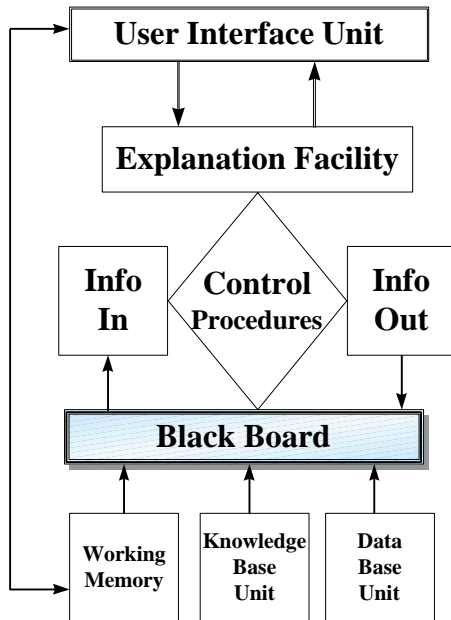 User Interface Unit
Explanation Facility
Info
In
Control
Procedures
Info
Out
Black Board
Working
Memory
Knowledge
Base
Unit
Data
Base
Unit